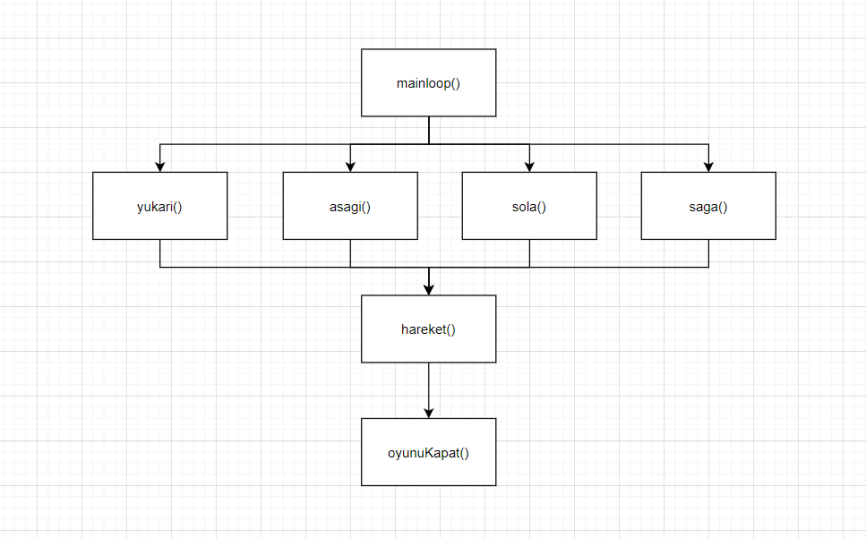 mainloop()
yukari()
asagi()
sola()
saga()
hareket()
oyunuKapat()